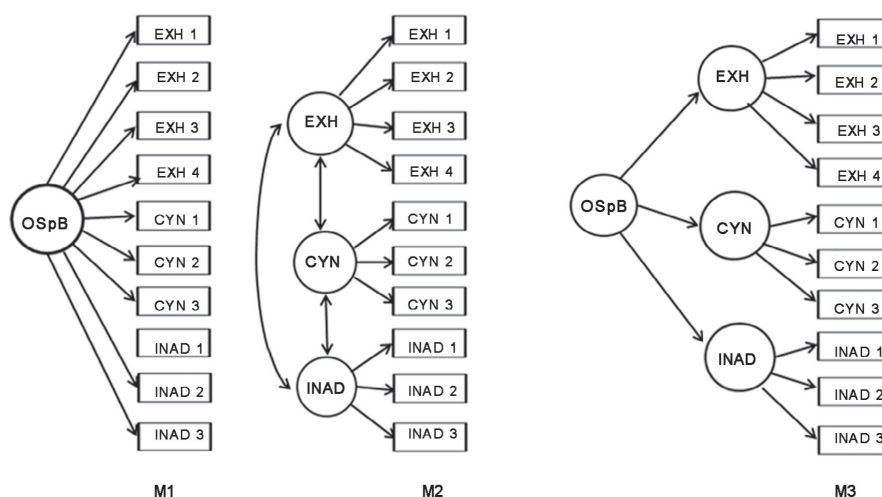 EXH 1
EXH 2
EXH 3
EXH 4
OSpB
CYN 1
CYN 2
CYN 3
INAD 1
INAD 2
INAD 3
M1
EXH 1
EXH 2
EXH
EXH 3
EXH 4
CYN 1
CYN
CYN 2
CYN 3
INAD 1
INAD
INAD 2
INAD 3
M2
EXH 1
EXH
EXH 2
EXH 3
EXH 4
OSpB
CYN 1
CYN
CYN 2
CYN 3
INAD 1
INAD
INAD 2
INAD 3
M3